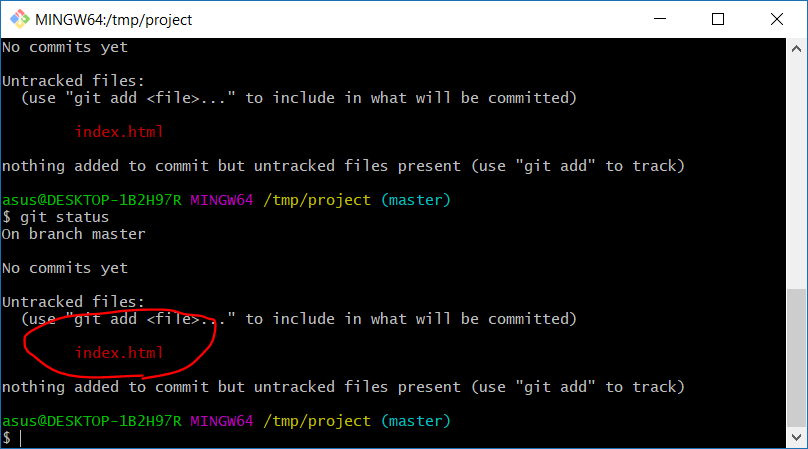 MINGW64:/tmp/project
No commits yet
Untracked files:
  (use "git add <file>..." to include in what will be committed)
        index.html
nothing added to commit but untracked files present (use "git add" to track)
asus@DESKTOP-1B2H97R MINGW64 /tmp/project (master)
$ git status
On branch master
No commits yet
Untracked files:
  (use "git add <file>..." to include in what will be committed)
        index.html
nothing added to commit but untracked files present (use "git add" to track)
asus@DESKTOP-1B2H97R MINGW64 /tmp/project (master)
$